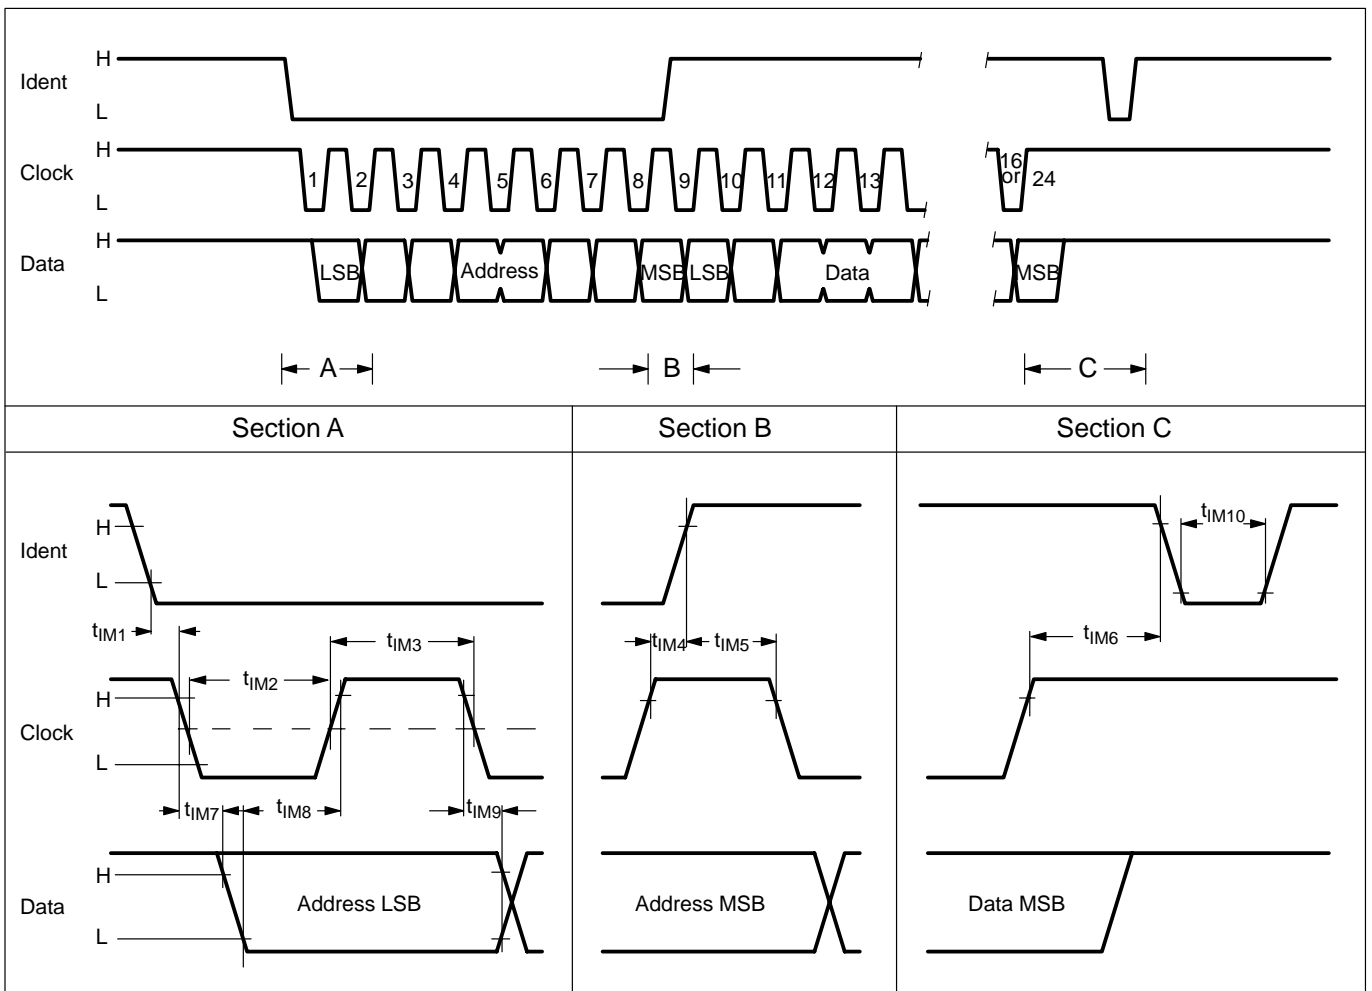 H
Ident
L
H
Clock
L
1 2 3 4 5 6 7 8 9 10 11 12 13
16
or 24
H
Data
L
LSB Address MSB LSB Data MSB
A B C
Section A Section B Section C
H
Ident
L
tIM1
tIM3
tIM2
H
Clock
L
tIM7 tIM8 tIM9
H
Data
L
Address LSB
tIM4 tIM5
Address MSB
tIM10
tIM6
Data MSB